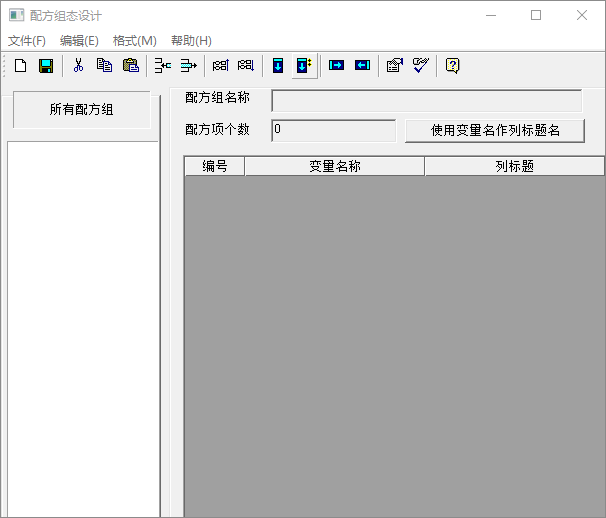 配方组态设计
文件(F) 编辑(E) 格式(M) 帮助(H)
所有配方组
配方组名称
配方项个数 0 使用变量名作列标题名
编号 变量名称 列标题